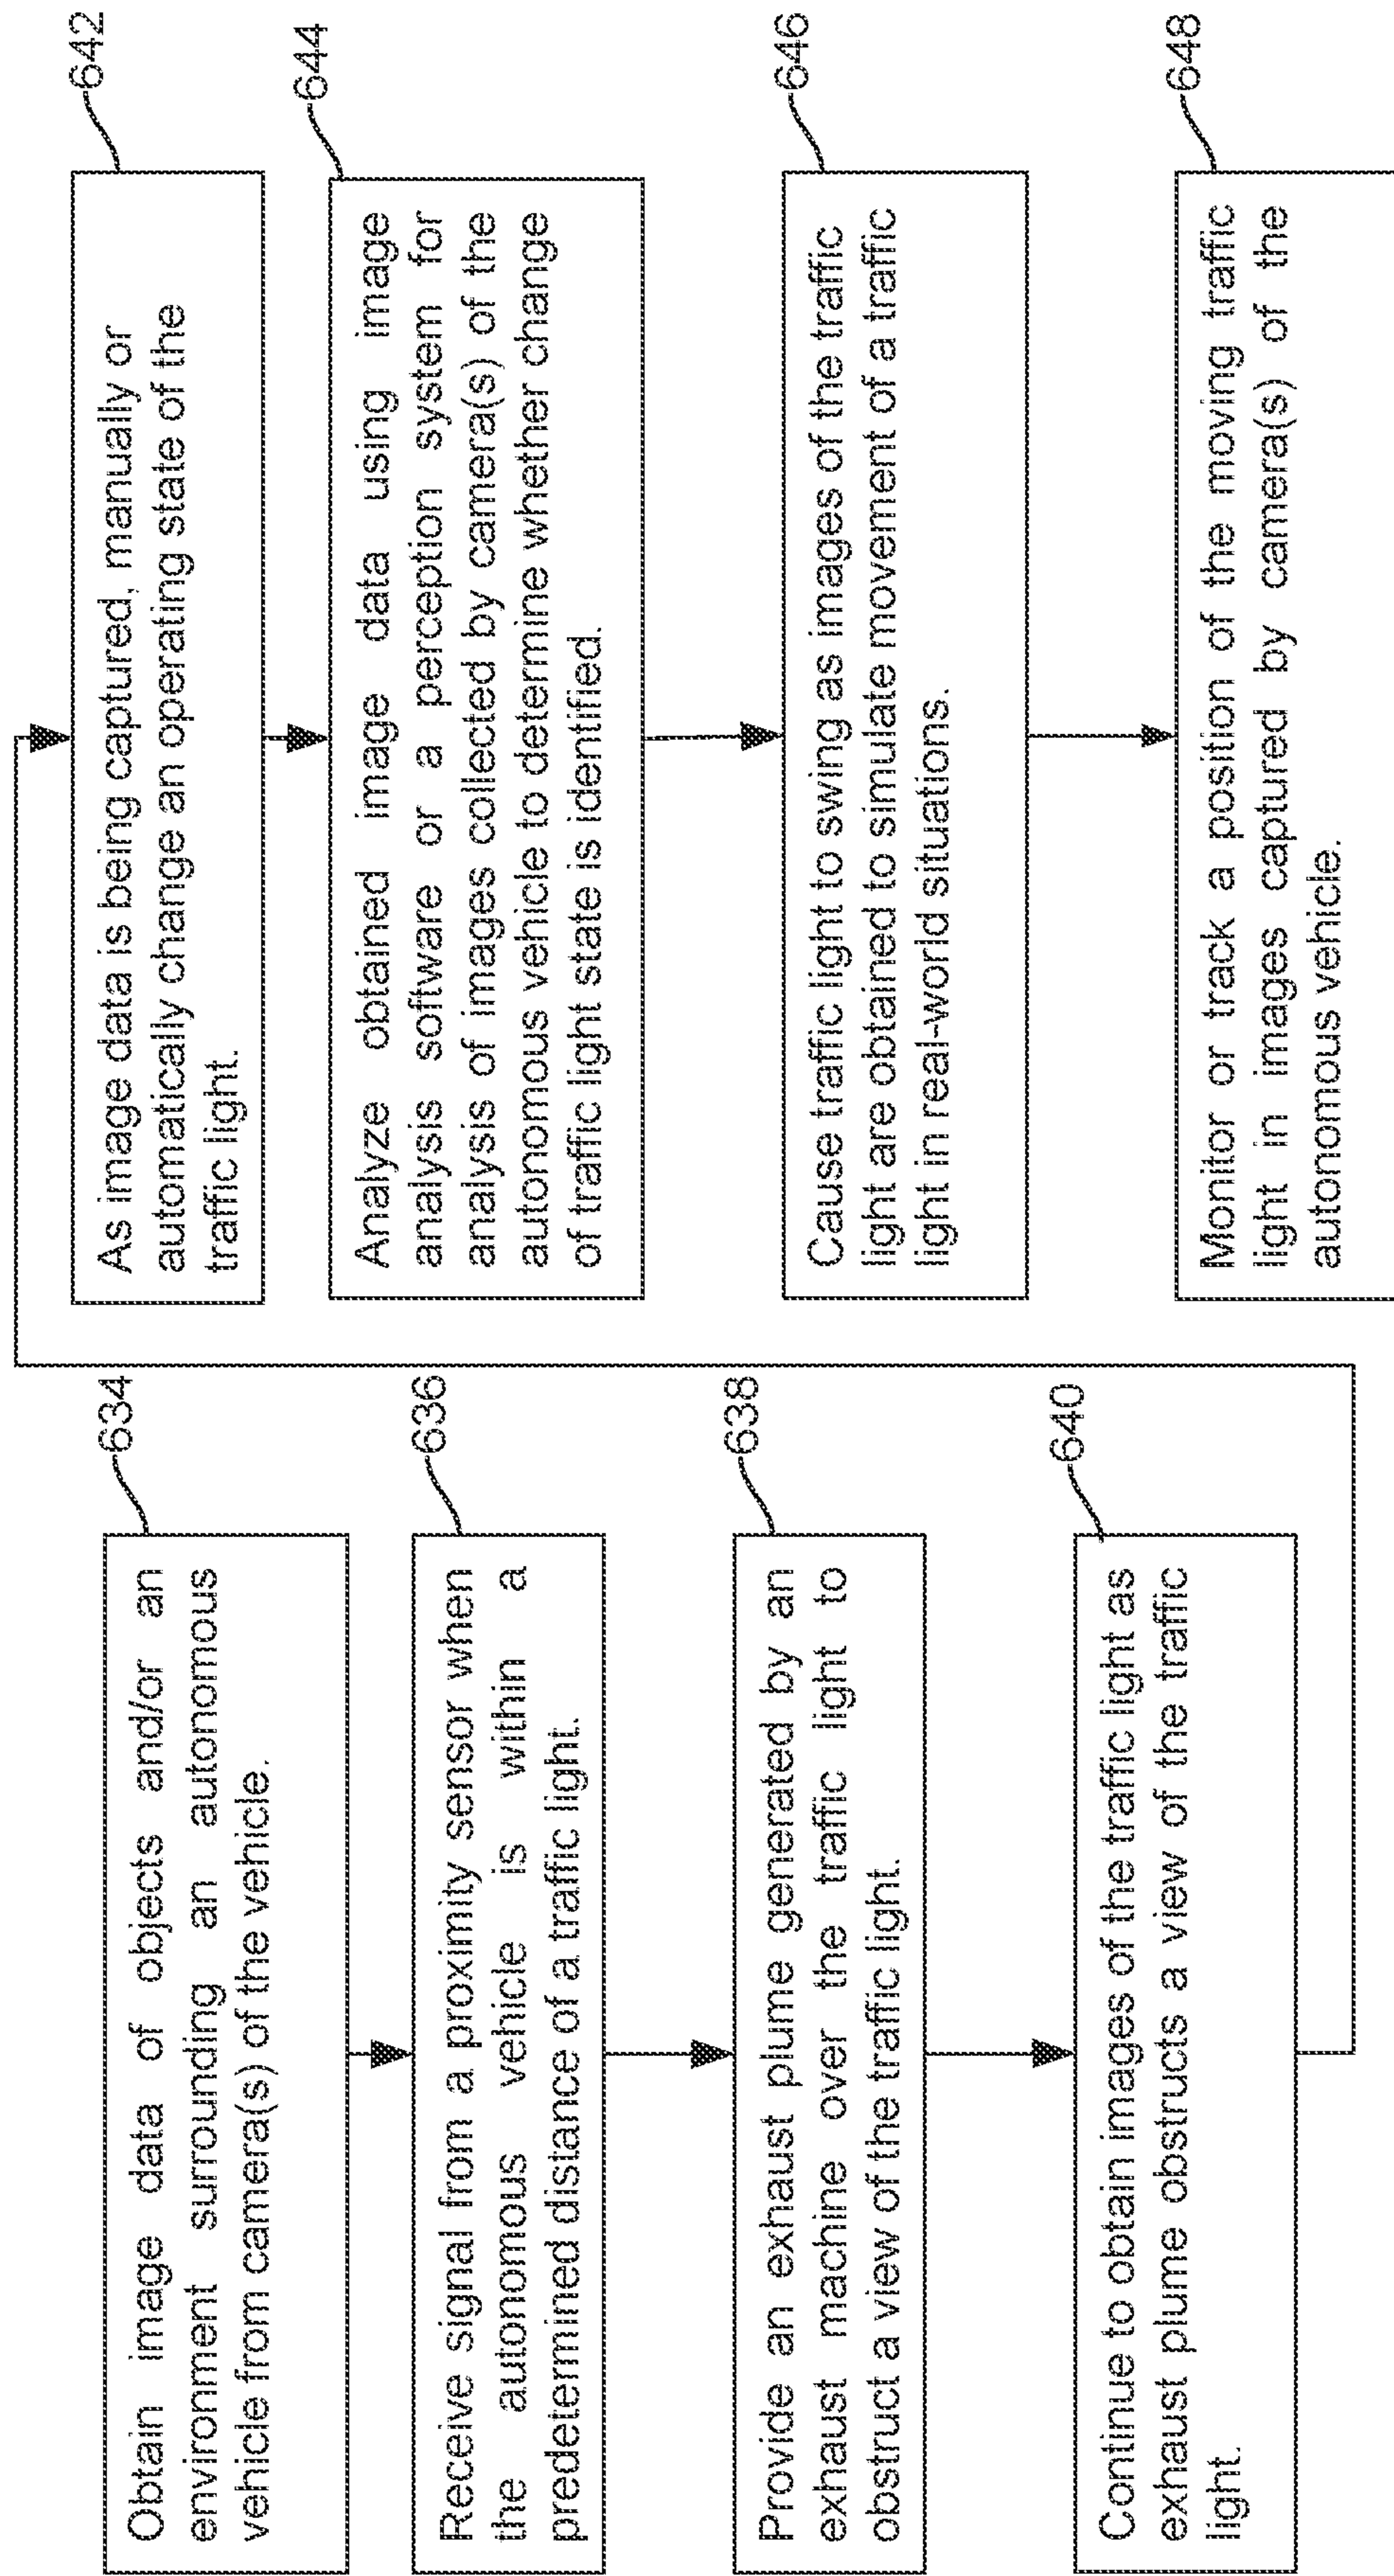 634
Obtain image data of objects and/or an
environment surrounding an autonomous
vehicle from camera(s) of the vehicle.
636
Receive signal from a proximity sensor when
the autonomous vehicle is within a
predetermined distance of a traffic light.
638
Provide an exhaust plume generated by an
exhaust machine over the traffic light to
obstruct a view of the traffic light.
640
Continue to obtain images of the traffic light as
exhaust plume obstructs a view of the traffic
light.
642
As image data is being captured, manually or
automatically change an operating state of the
traffic light.
644
Analyze obtained image data using image
analysis software or a perception system for
analysis of images collected by camera(s) of the
autonomous vehicle to determine whether change
of traffic light state is identified.
646
Cause traffic light to swing as images of the traffic
light are obtained to simulate movement of a traffic
light in real-world situations.
648
Monitor or track a position of the moving traffic
light in images captured by camera(s) of the
autonomous vehicle.